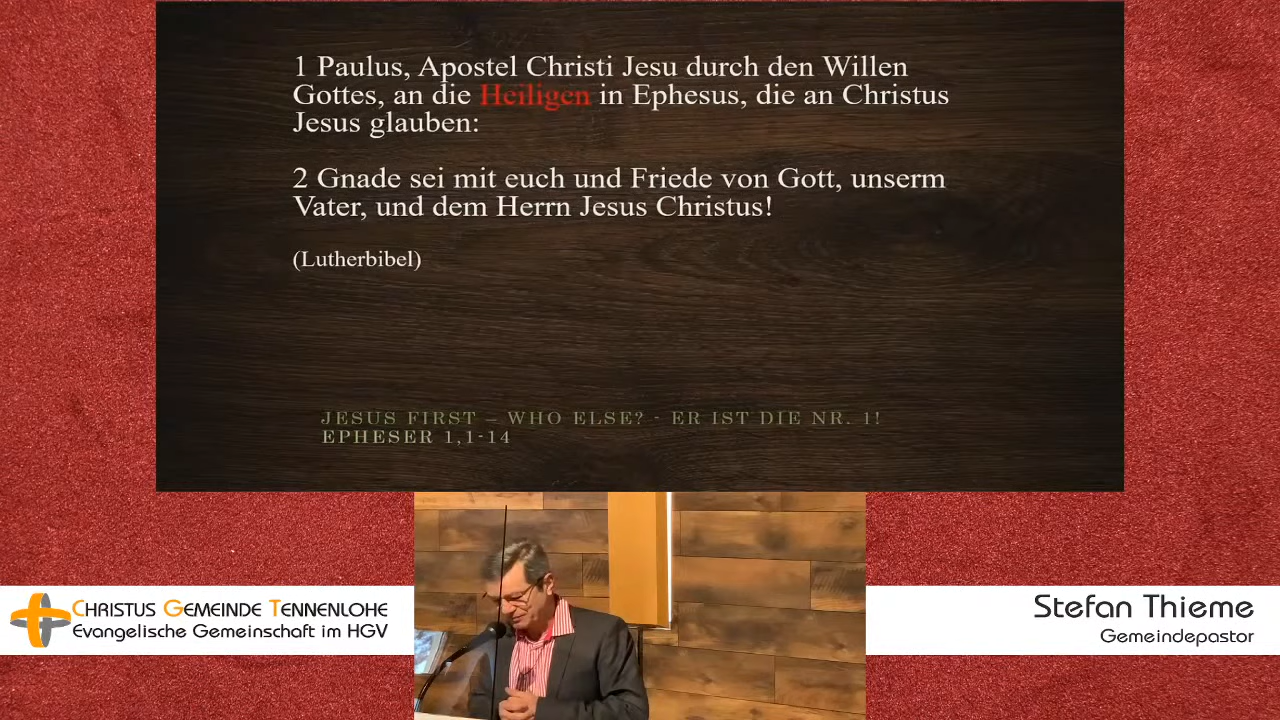 1 Paulus, Apostel Christi Jesu durch den Willen
Gottes, an die Heiligen in Ephesus, die an Christus
Jesus glauben:
2 Gnade sei mit euch und Friede von Gott, unserm
Vater, und dem Herrn Jesus Christus!
(Lutherbibel)
JESUS FIRST – WHO ELSE? - ER IST DIE NR. 1!
EPHESER 1,1-14
CHRISTUS GEMEINDE TENNENLOHE
Evangelische Gemeinschaft im HGV
Stefan Thieme
Gemeindepastor